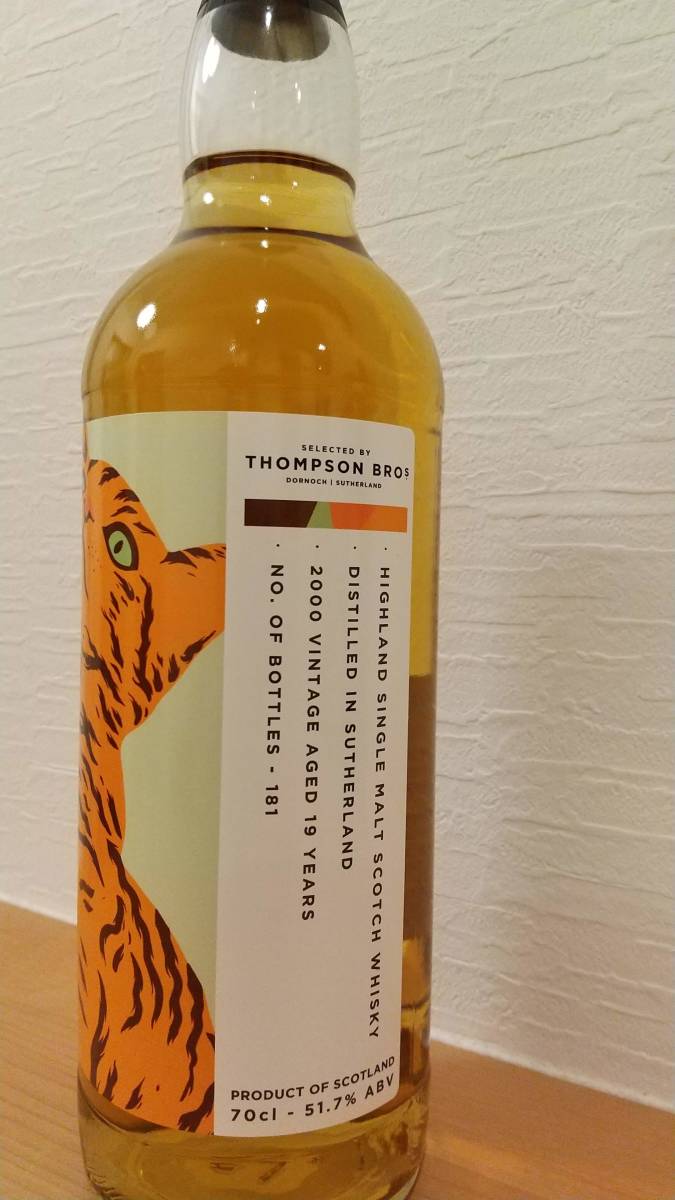 SELECTED BY
THOMPSON BROS.
DORNOCH | SUTHERLAND
· HIGHLAND SINGLE MALT SCOTCH WHISKY
· DISTILLED IN SUTHERLAND
· 2000 VINTAGE AGED 19 YEARS
· NO. OF BOTTLES - 181
PRODUCT OF SCOTLAND
70cl - 51.7% ABV